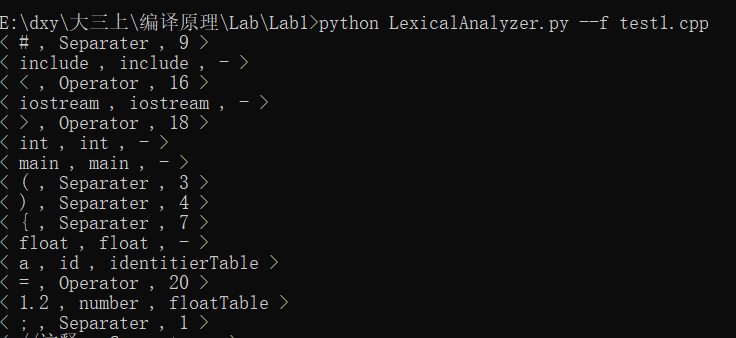 E:\dxy\大三上\编译原理\Lab\Lab1>python LexicalAnalyzer.py --f test1.cpp
< # , Separater , 9 >
< include , include , - >
< < , Operator , 16 >
< iostream , iostream , - >
< > , Operator , 18 >
< int , int , - >
< main , main , - >
< ( , Separater , 3 >
< ) , Separater , 4 >
< { , Separater , 7 >
< float , float , - >
< a , id , identitierTable >
< = , Operator , 20 >
< 1.2 , number , floatTable >
< ; , Separater , 1 >